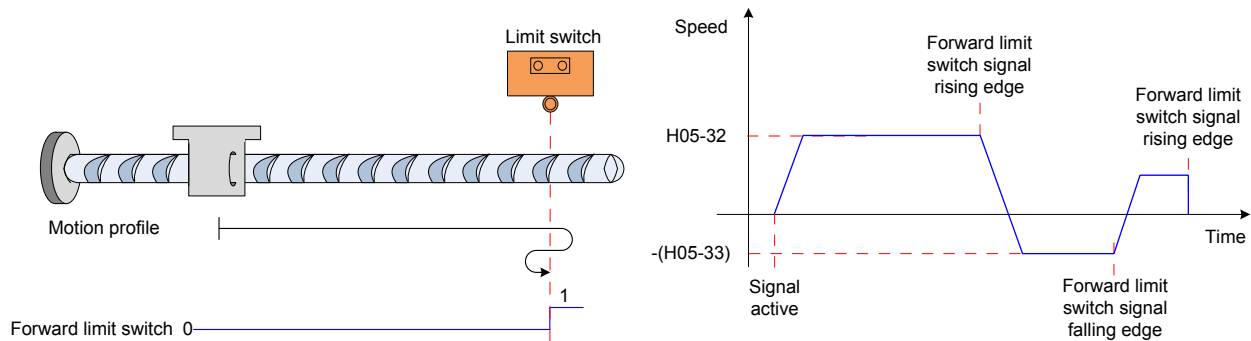 Limit switch
Motion profile
1
Forward limit switch 0
Speed
Forward limit
switch signal
rising edge
Forward limit
switch signal
rising edge
H05-32
Time
-(H05-33)
Signal
active
Forward limit
switch signal
falling edge